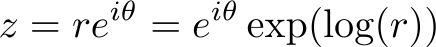 z = re^{iθ} = e^{iθ} exp(log(r))